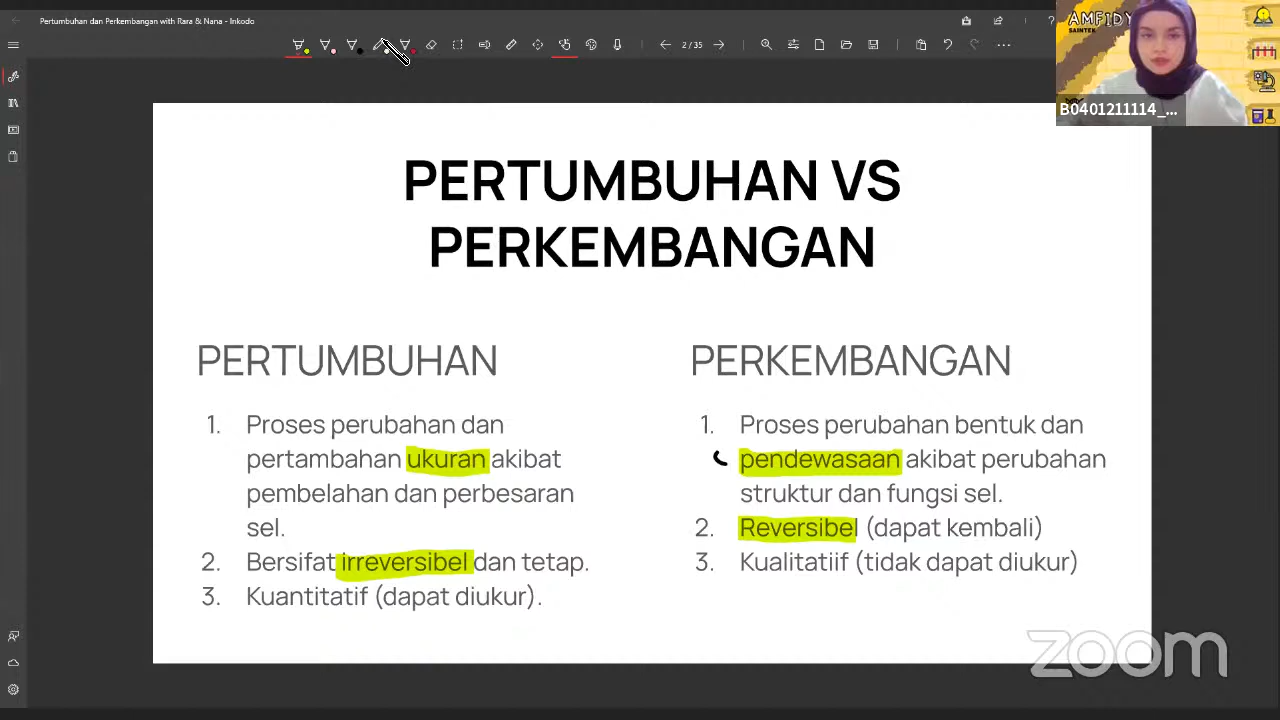 Pertumbuhan dan Perkembangan with Rara & Nana - Inkodo
2 / 35
AMFIDY
SAINTEK
B0401211114_...
PERTUMBUHAN VS
PERKEMBANGAN
PERTUMBUHAN
1. Proses perubahan dan
pertambahan ukuran akibat
pembelahan dan perbesaran
sel.
2. Bersifat irreversibel dan tetap.
3. Kuantitatif (dapat diukur).
PERKEMBANGAN
1. Proses perubahan bentuk dan
pendewasaan akibat perubahan
struktur dan fungsi sel.
2. Reversibel (dapat kembali)
3. Kualitatiif (tidak dapat diukur)
zoom